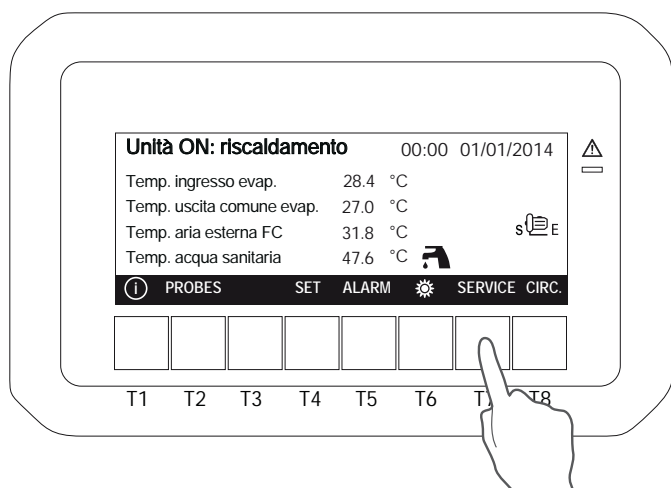 Unità ON: riscaldamento 00:00 01/01/2014
Temp. ingresso evap. 28.4 °C
Temp. uscita comune evap. 27.0 °C
S E
Temp. aria esterna FC 31.8 °C
Temp. acqua sanitaria 47.6 °C
i PROBES SET ALARM SERVICE CIRC.
T1 T2 T3 T4 T5 T6 T7 T8